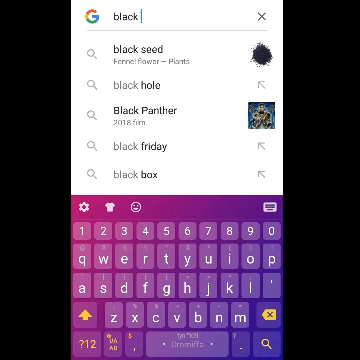 black
black seed
Fennel flower — Plants
black hole
Black Panther
2018 film
black friday
black box
1 2 3 4 5 6 7 8 9 0
q w e r t y u i o p
a s d f g h j k l '
z x c v b n m
?12 Oromiffa